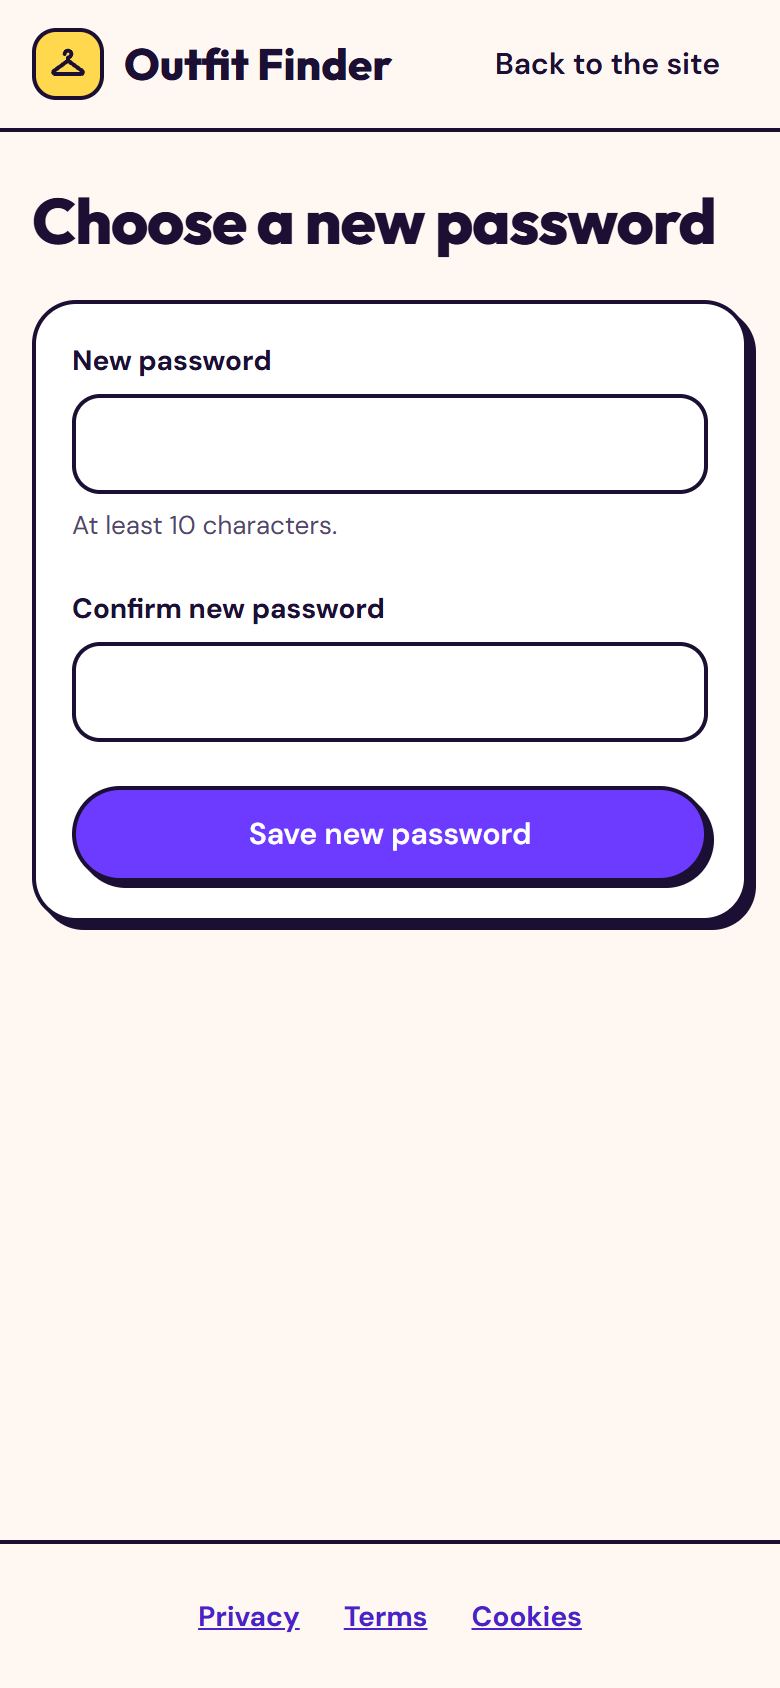 Outfit Finder
Back to the site
Choose a new password
New password
At least 10 characters.
Confirm new password
Save new password
Privacy Terms Cookies